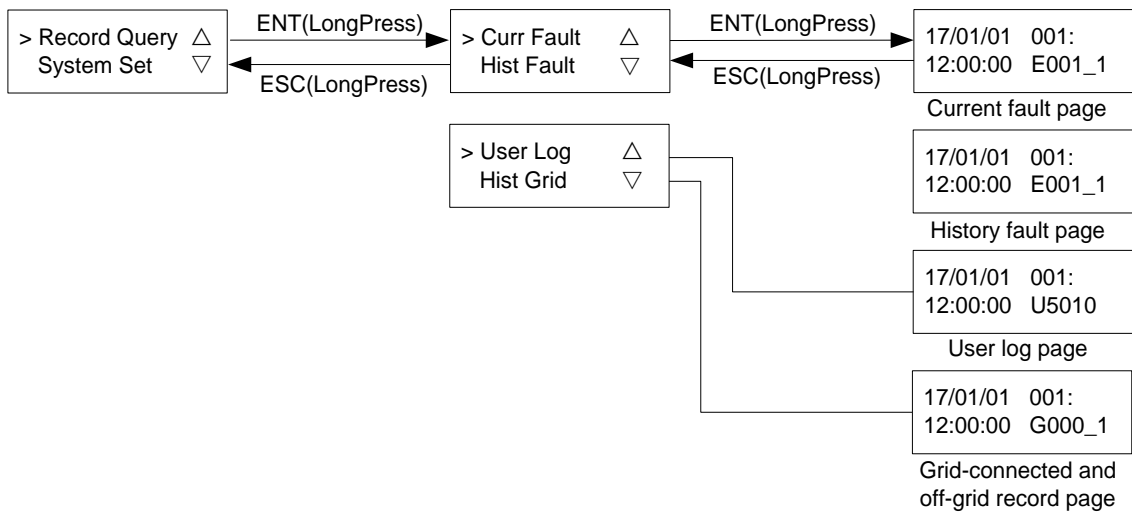 > Record Query △
System Set ▽
ENT(LongPress)
ESC(LongPress)
> Curr Fault △
Hist Fault ▽
ENT(LongPress)
ESC(LongPress)
17/01/01 001:
12:00:00 E001_1
Current fault page
> User Log △
Hist Grid ▽
17/01/01 001:
12:00:00 E001_1
History fault page
17/01/01 001:
12:00:00 U5010
User log page
17/01/01 001:
12:00:00 G000_1
Grid-connected and
off-grid record page